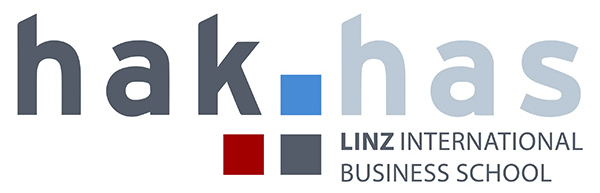 hak has
LINZ INTERNATIONAL
BUSINESS SCHOOL